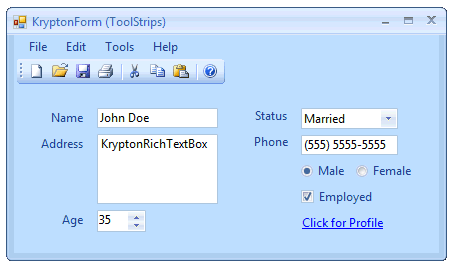 KryptonForm (ToolStrips)
File Edit Tools Help
Name John Doe
Status Married
Address KryptonRichTextBox
Phone (555) 5555-5555
Male Female
Employed
Age 35
Click for Profile